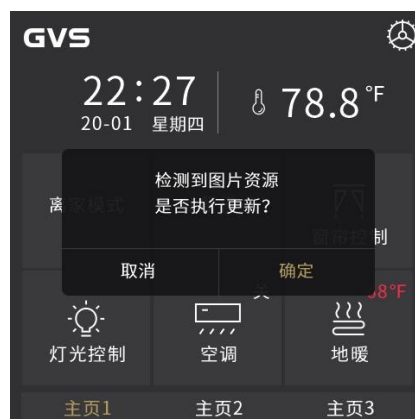 GVS
22:27
20-01 星期四
78.8°F
检测到图片资源
是否执行更新?
离家模式
窗帘控制
取消
确定
关
灯光控制
空调
地暖
主页1
主页2
主页3